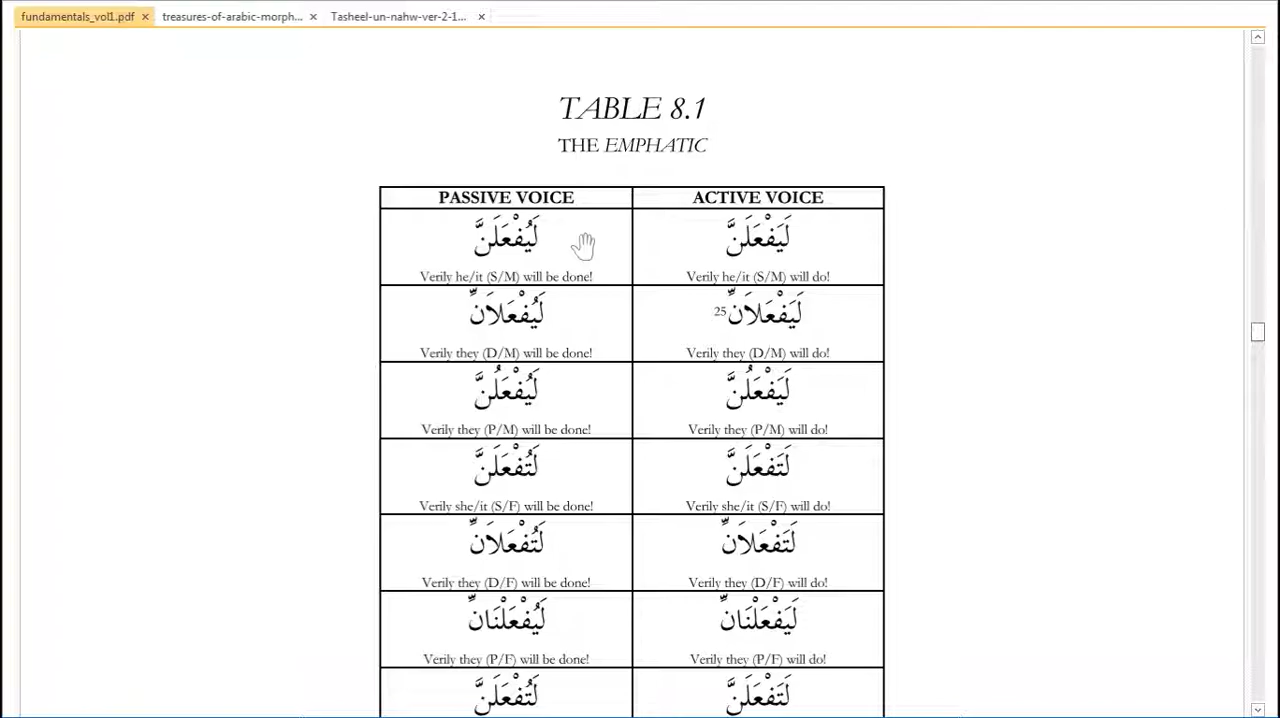 fundamentals_vol1.pdf × treasures-of-arabic-morph... × Tasheel-un-nahw-ver-2-1... ×
TABLE 8.1
THE EMPHATIC
PASSIVE VOICE ACTIVE VOICE
لَيُفْعَلَنَّ لَيَفْعَلَنَّ
Verily he/it (S/M) will be done! Verily he/it (S/M) will do!
لَيُفْعَلاَنِّ لَيَفْعَلاَنِّ 25
Verily they (D/M) will be done! Verily they (D/M) will do!
لَيُفْعَلُنَّ لَيَفْعَلُنَّ
Verily they (P/M) will be done! Verily they (P/M) will do!
لَتُفْعَلَنَّ لَتَفْعَلَنَّ
Verily she/it (S/F) will be done! Verily she/it (S/F) will do!
لَتُفْعَلاَنِّ لَتَفْعَلاَنِّ
Verily they (D/F) will be done! Verily they (D/F) will do!
لَيُفْعَلْنَانِّ لَيَفْعَلْنَانِّ
Verily they (P/F) will be done! Verily they (P/F) will do!
لَتُفْعَلَنَّ لَتَفْعَلَنَّ